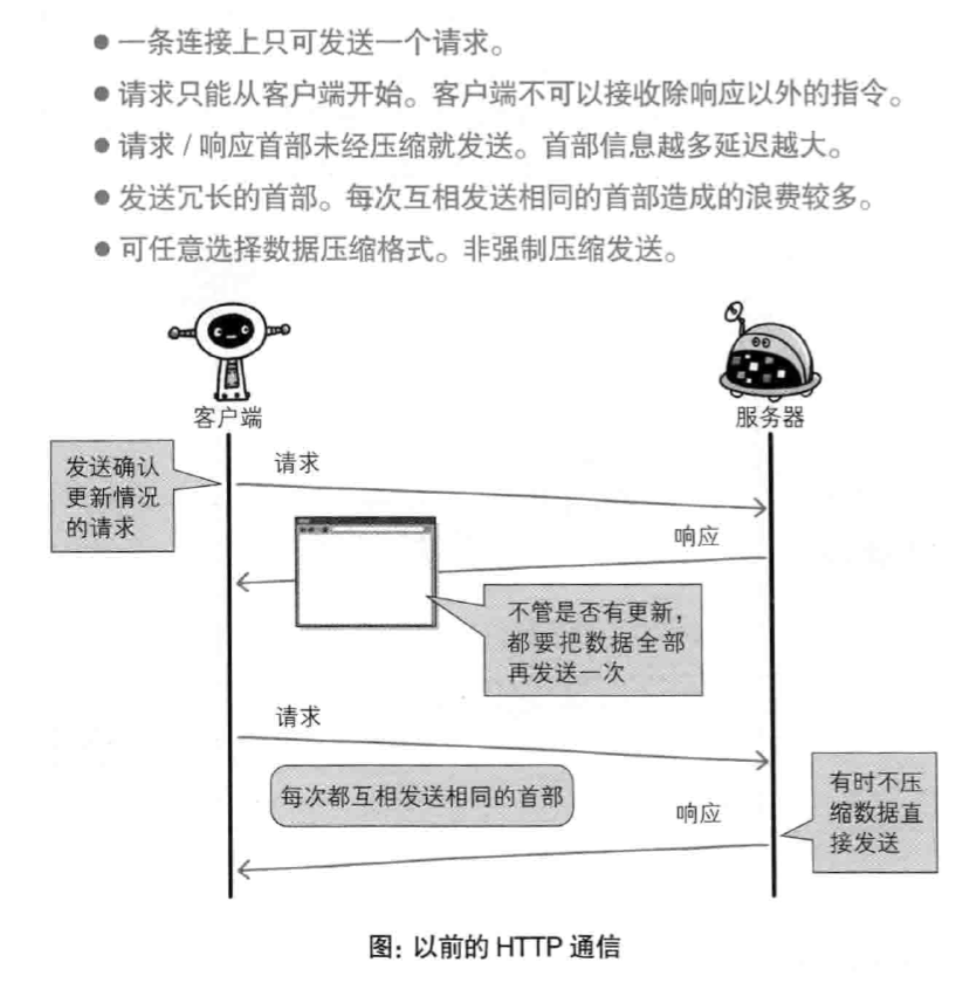 ● 一条连接上只可发送一个请求。
● 请求只能从客户端开始。客户端不可以接收除响应以外的指令。
● 请求 / 响应首部未经压缩就发送。首部信息越多延迟越大。
● 发送冗长的首部。每次互相发送相同的首部造成的浪费较多。
● 可任意选择数据压缩格式。非强制压缩发送。
客户端
服务器
发送确认
更新情况
的请求
请求
响应
不管是否有更新，
都要把数据全部
再发送一次
请求
每次都互相发送相同的首部
响应
有时不压
缩数据直
接发送
图：以前的 HTTP 通信